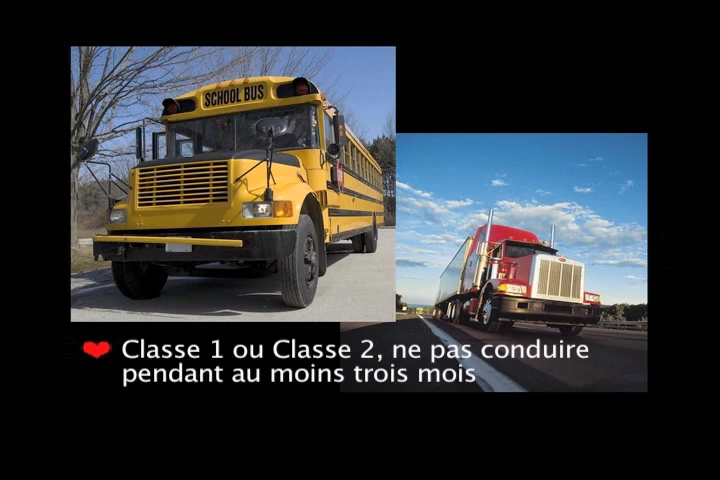 SCHOOL BUS
Classe 1 ou Classe 2, ne pas conduire
pendant au moins trois mois